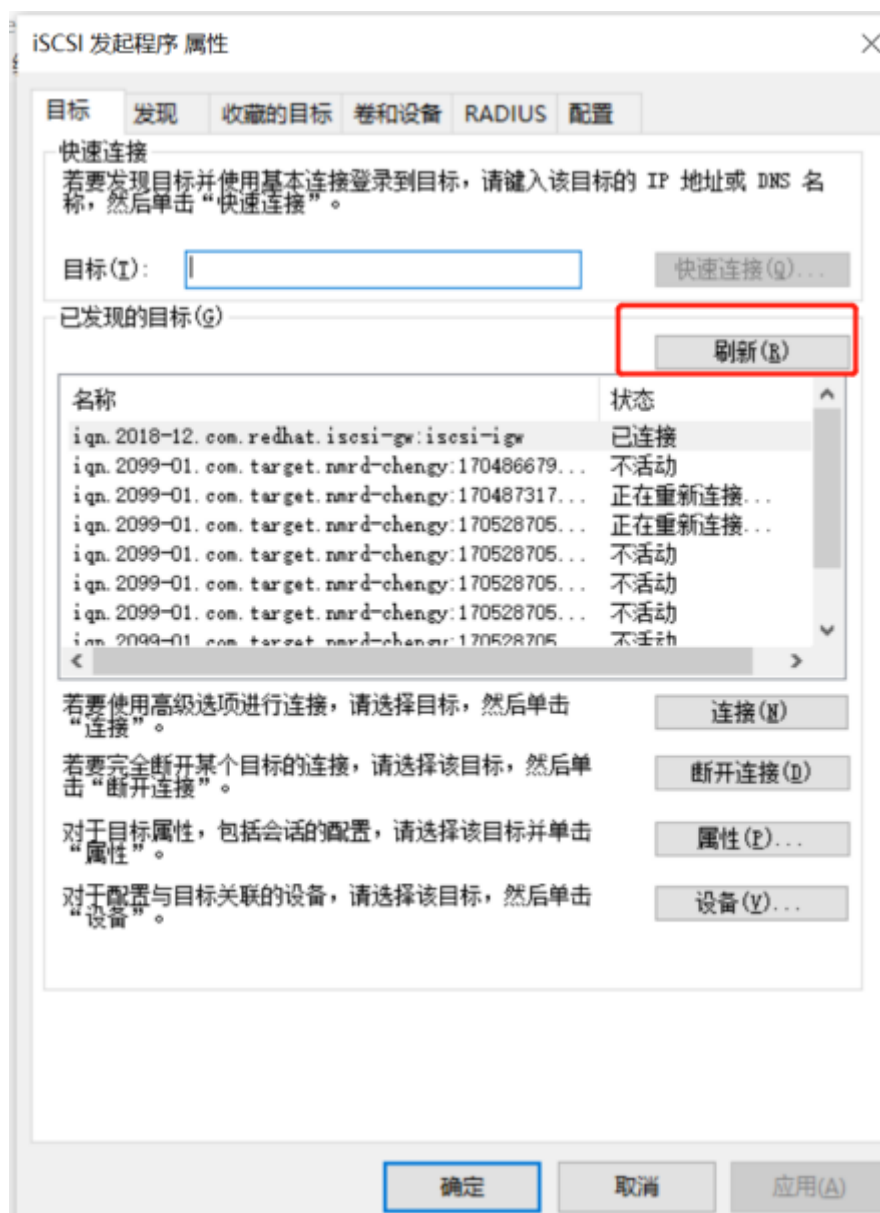 iSCSI 发起程序 属性
目标 发现 收藏的目标 卷和设备 RADIUS 配置
快速连接
若要发现目标并使用基本连接登录到目标，请键入该目标的 IP 地址或 DNS 名
称，然后单击“快速连接”。
目标(T): 快速连接(Q)...
已发现的目标(G)
刷新(R)
名称 状态
iqn.2018-12.com.redhat.iscsi-gw:iscsi-igw 已连接
iqn.2099-01.com.target.nmrd-chengy:170486679... 不活动
iqn.2099-01.com.target.nmrd-chengy:170487317... 正在重新连接...
iqn.2099-01.com.target.nmrd-chengy:170528705... 正在重新连接...
iqn.2099-01.com.target.nmrd-chengy:170528705... 不活动
iqn.2099-01.com.target.nmrd-chengy:170528705... 不活动
iqn.2099-01.com.target.nmrd-chengy:170528705... 不活动
iqn.2099-01.com.target.nmrd-chengy:170528705 不活动
若要使用高级选项进行连接，请选择目标，然后单击 连接(N)
“连接”。
若要完全断开某个目标的连接，请选择该目标，然后单 断开连接(D)
击“断开连接”。
对于目标属性，包括会话的配置，请选择该目标并单击 属性(P)...
“属性”。
对于配置与目标关联的设备，请选择该目标，然后单击 设备(V)...
“设备”。
确定 取消 应用(A)